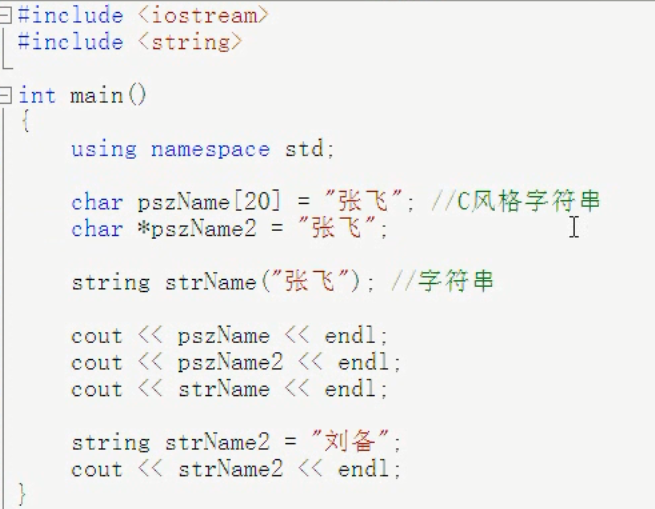 #include <iostream>
#include <string>
int main()
{
using namespace std;
char pszName[20] = "张飞"; //C风格字符串
char *pszName2 = "张飞";
string strName("张飞"); //字符串
cout << pszName << endl;
cout << pszName2 << endl;
cout << strName << endl;
string strName2 = "刘备";
cout << strName2 << endl;
}